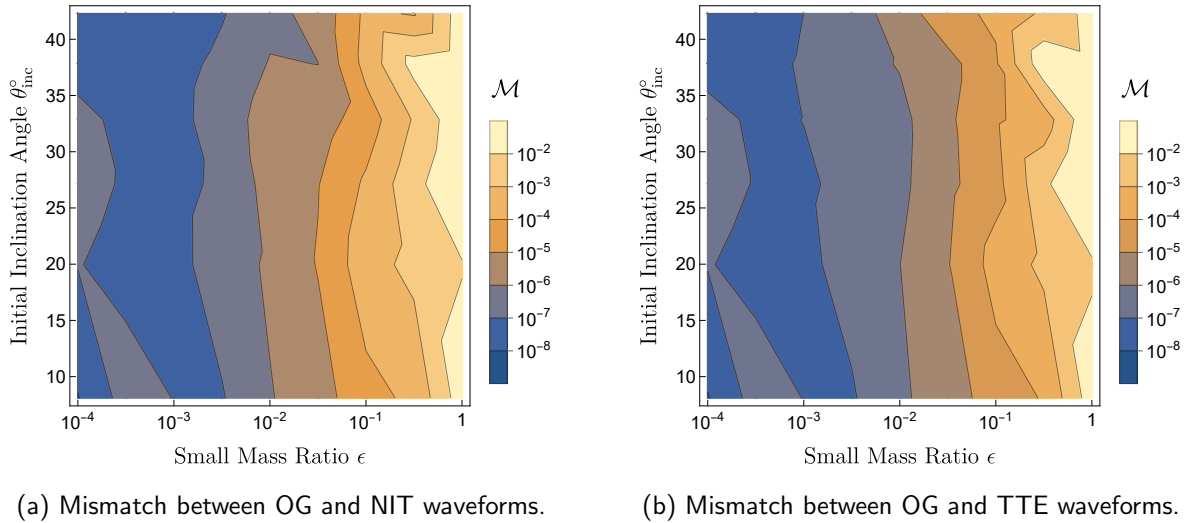 40
35
30
25
20
15
10
Initial Inclination Angle θ°inc
10⁻⁴ 10⁻³ 10⁻² 10⁻¹ 1
Small Mass Ratio ϵ
ℳ
10⁻²
10⁻³
10⁻⁴
10⁻⁵
10⁻⁶
10⁻⁷
10⁻⁸
(a) Mismatch between OG and NIT waveforms.
40
35
30
25
20
15
10
Initial Inclination Angle θ°inc
10⁻⁴ 10⁻³ 10⁻² 10⁻¹ 1
Small Mass Ratio ϵ
ℳ
10⁻²
10⁻³
10⁻⁴
10⁻⁵
10⁻⁶
10⁻⁷
10⁻⁸
(b) Mismatch between OG and TTE waveforms.